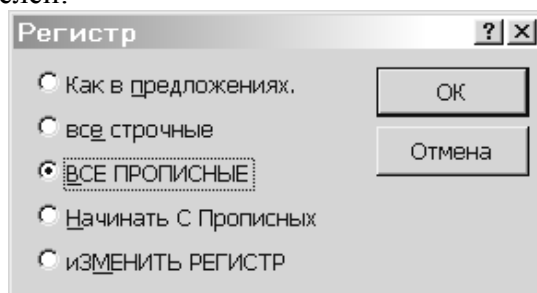 Регистр ? ×
Как в предложениях.
все строчные
ВСЕ ПРОПИСНЫЕ
Начинать С Прописных
иЗМЕНИТЬ РЕГИСТР
ОК
Отмена